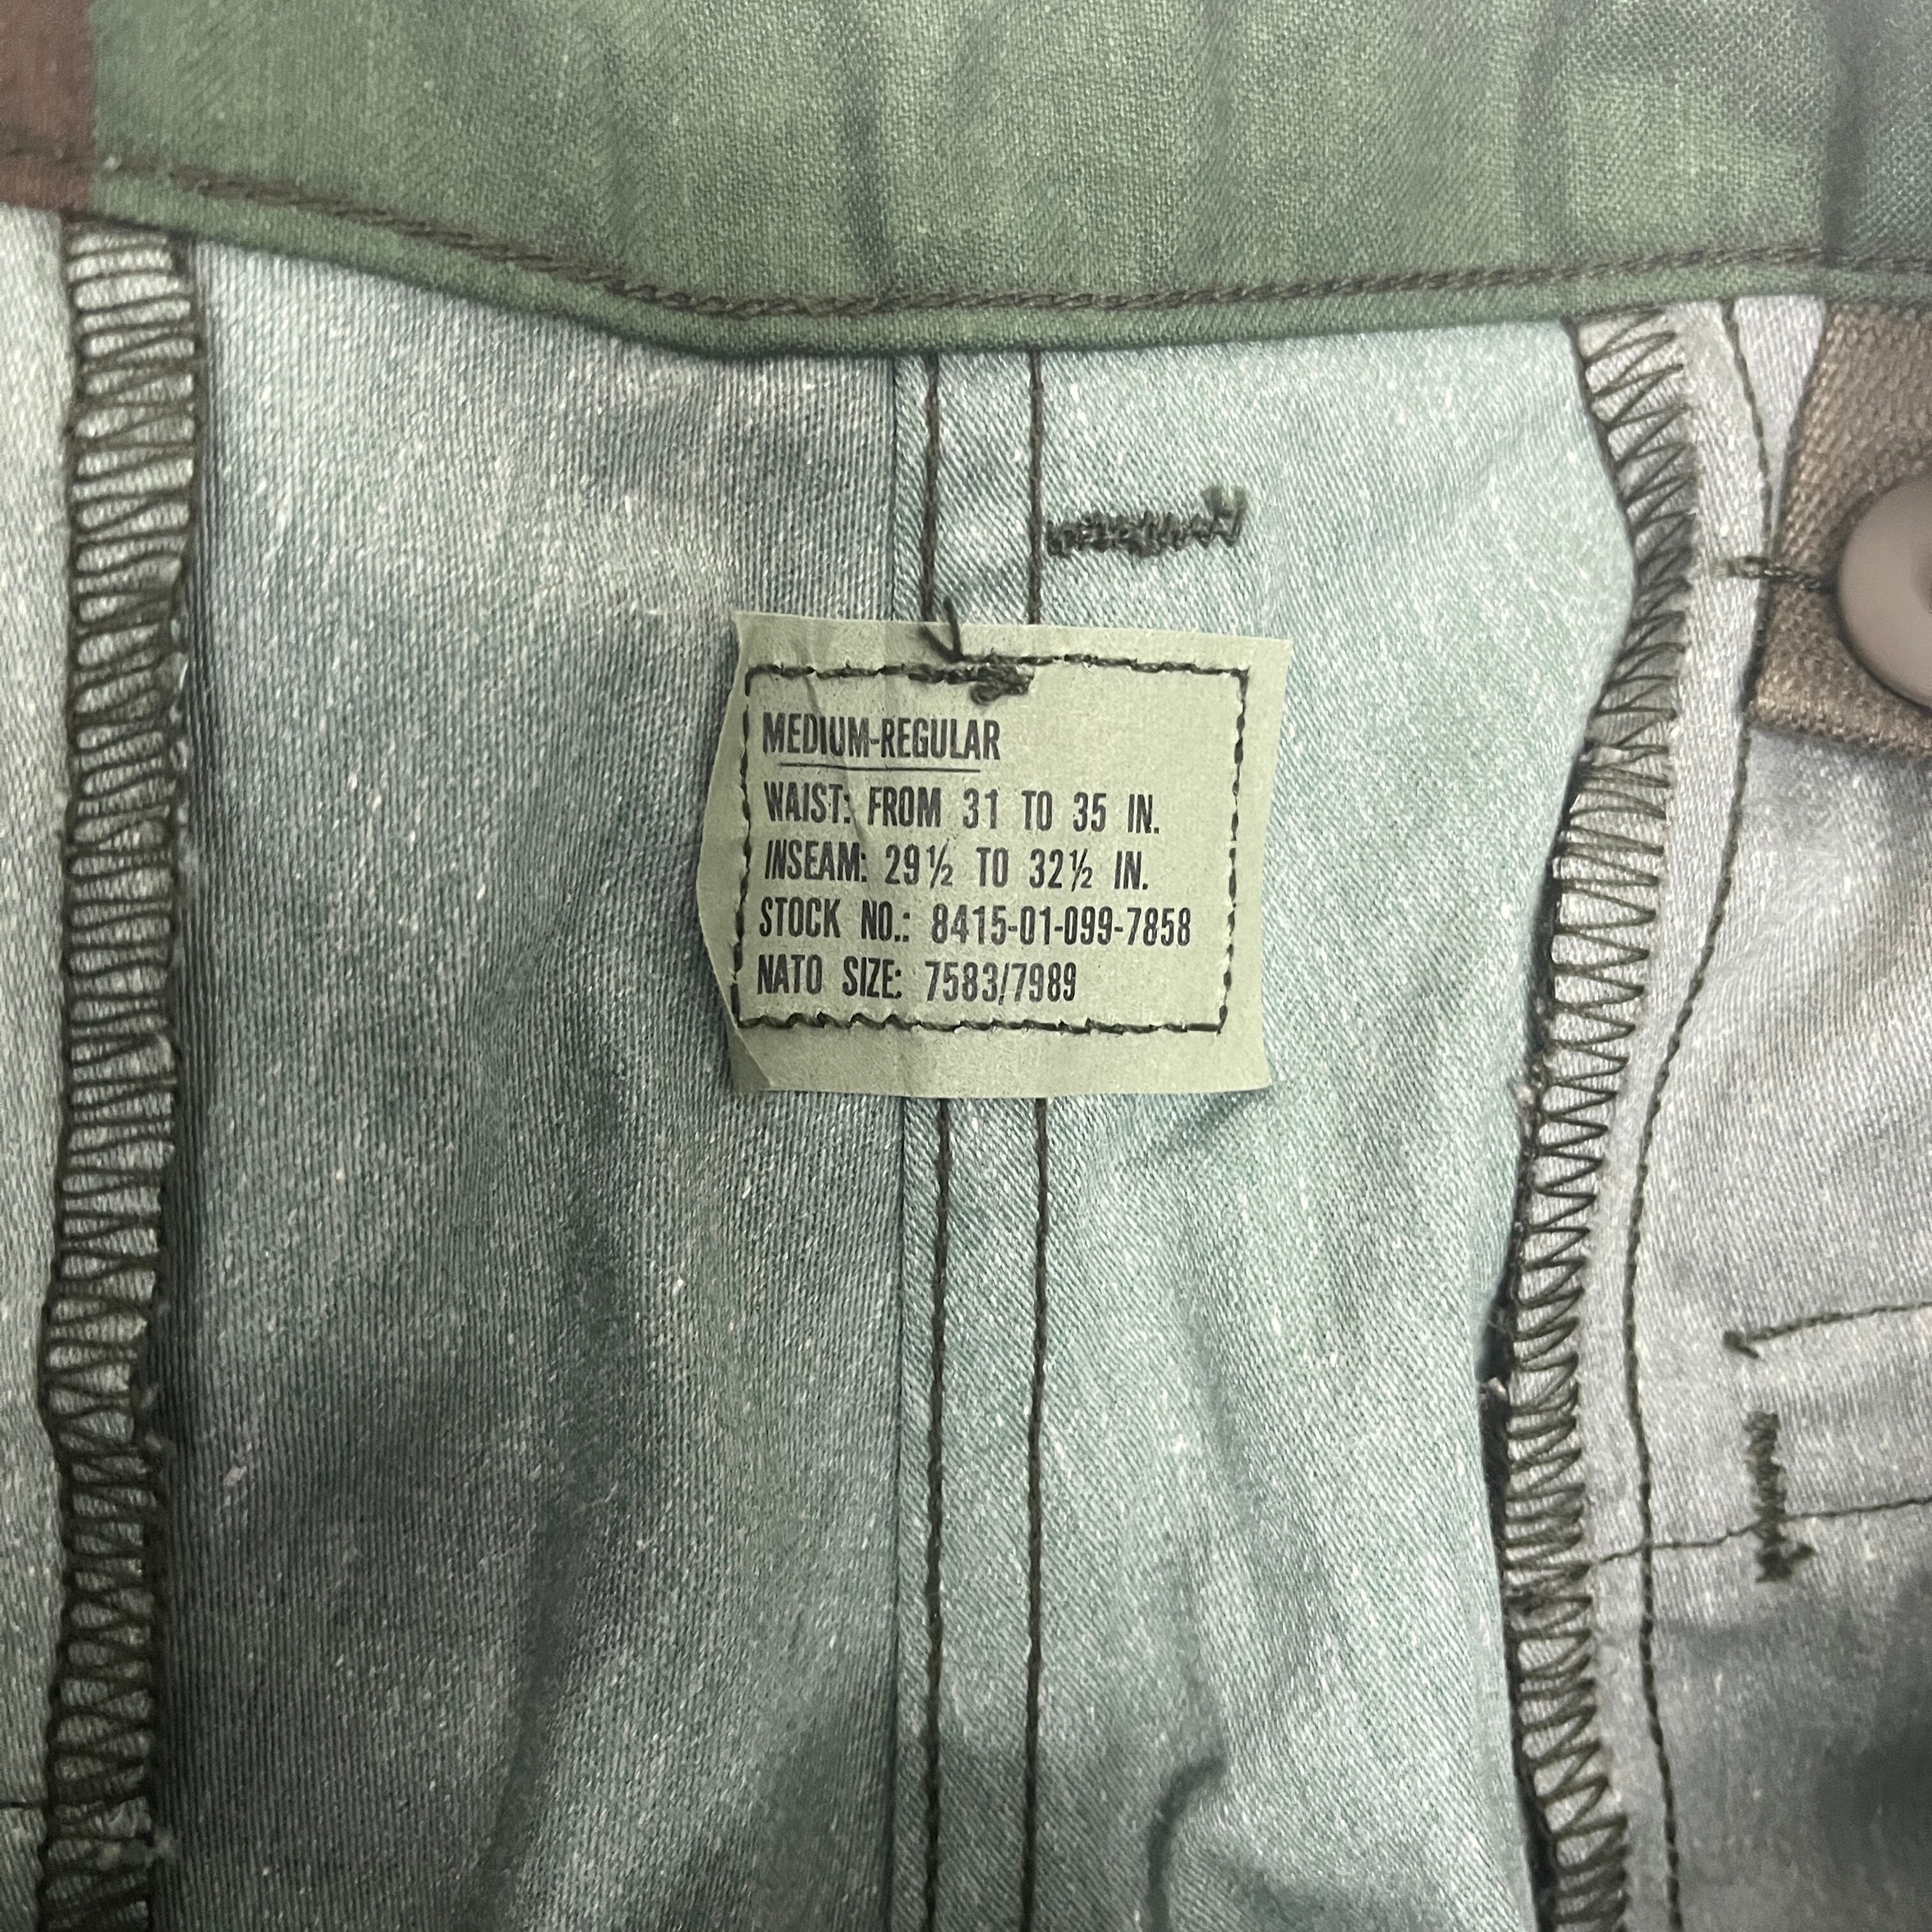 MEDIUM-REGULAR
WAIST: FROM 31 TO 35 IN.
INSEAM: 29½ TO 32½ IN.
STOCK NO.: 8415-01-099-7858
NATO SIZE: 7583/7989